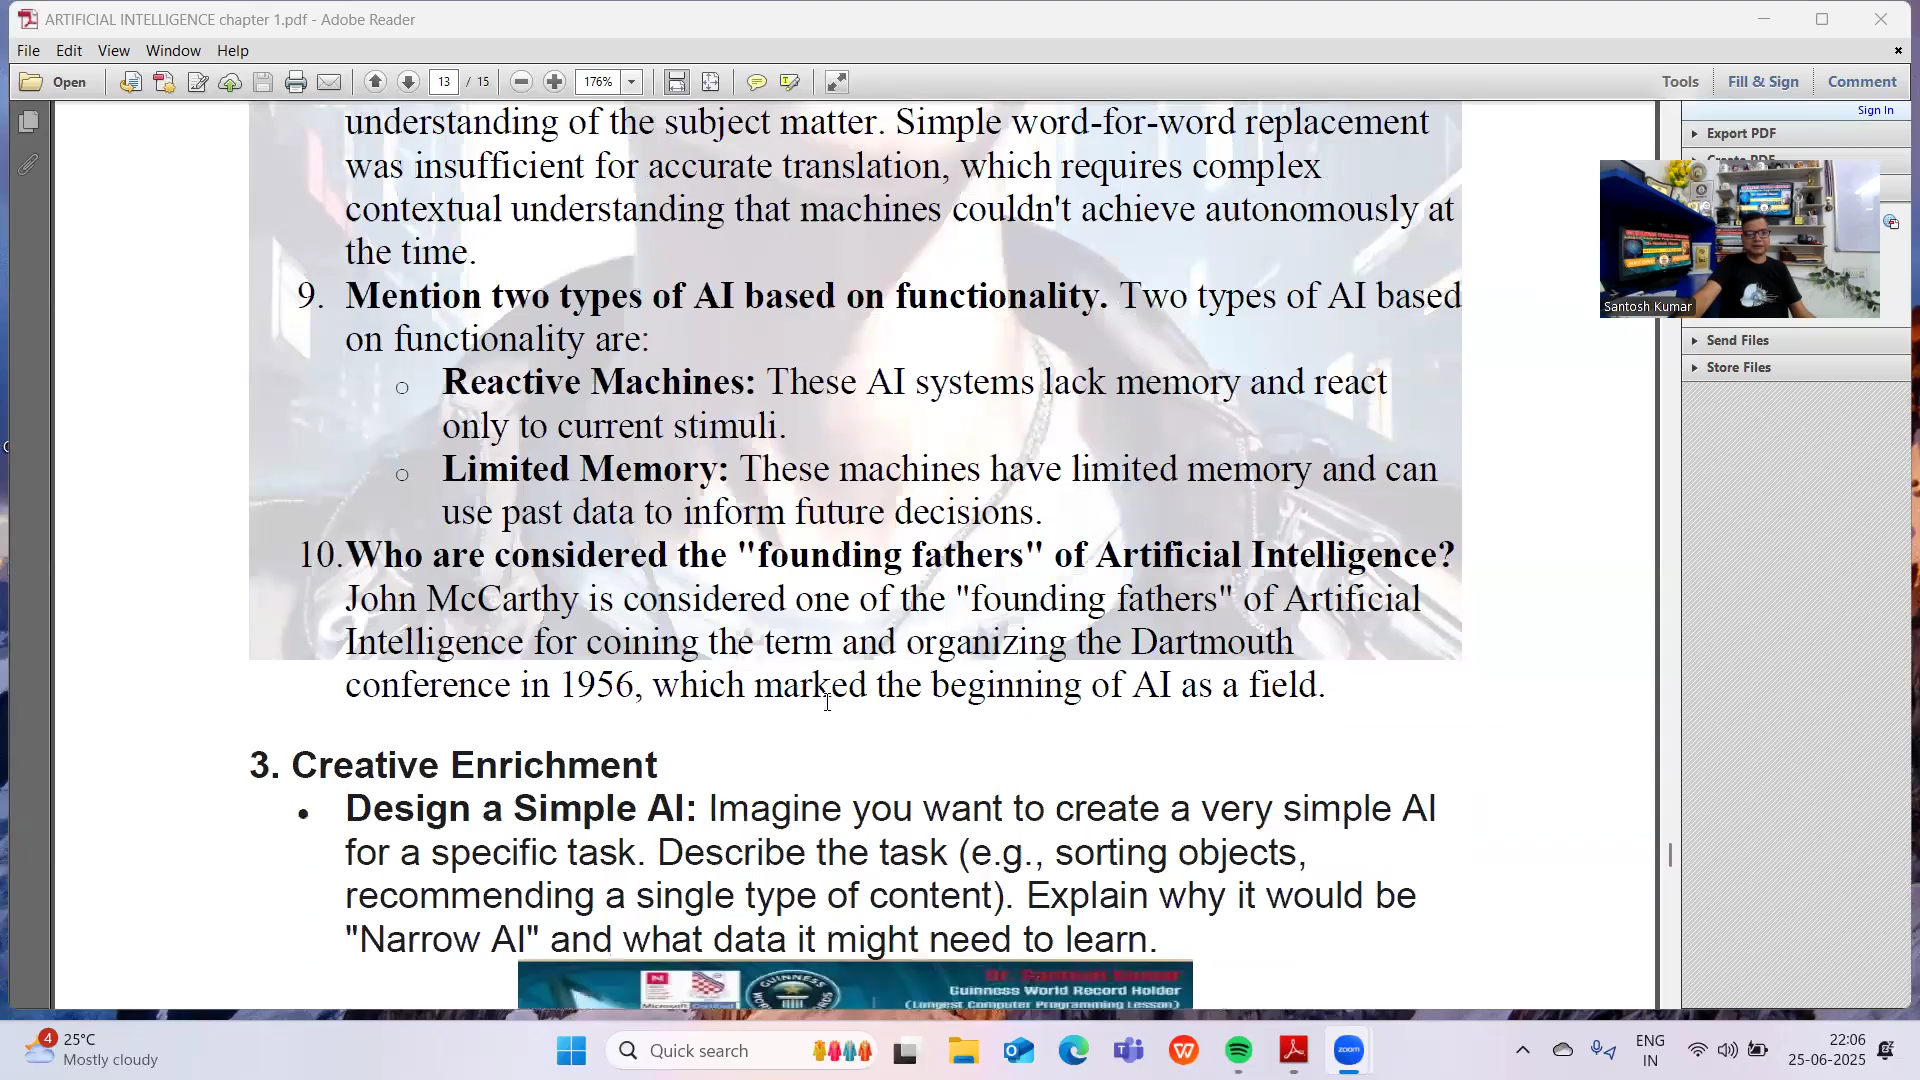 ARTIFICIAL INTELLIGENCE chapter 1.pdf - Adobe Reader
File Edit View Window Help
Open 13 / 15 176% Tools Fill & Sign Comment
Sign In
Export PDF
Create PDF
Send Files
Store Files
Santosh Kumar
understanding of the subject matter. Simple word-for-word replacement
was insufficient for accurate translation, which requires complex
contextual understanding that machines couldn't achieve autonomously at
the time.
9. Mention two types of AI based on functionality. Two types of AI based
on functionality are:
○ Reactive Machines: These AI systems lack memory and react
only to current stimuli.
○ Limited Memory: These machines have limited memory and can
use past data to inform future decisions.
10. Who are considered the "founding fathers" of Artificial Intelligence?
John McCarthy is considered one of the "founding fathers" of Artificial
Intelligence for coining the term and organizing the Dartmouth
conference in 1956, which marked the beginning of AI as a field.
3. Creative Enrichment
• Design a Simple AI: Imagine you want to create a very simple AI
for a specific task. Describe the task (e.g., sorting objects,
recommending a single type of content). Explain why it would be
"Narrow AI" and what data it might need to learn.
Guinness World Record Holder
(Longest Computer Programming Lesson)
4
25°C
Mostly cloudy
Quick search
zoom
ENG
IN
22:06
25-06-2025